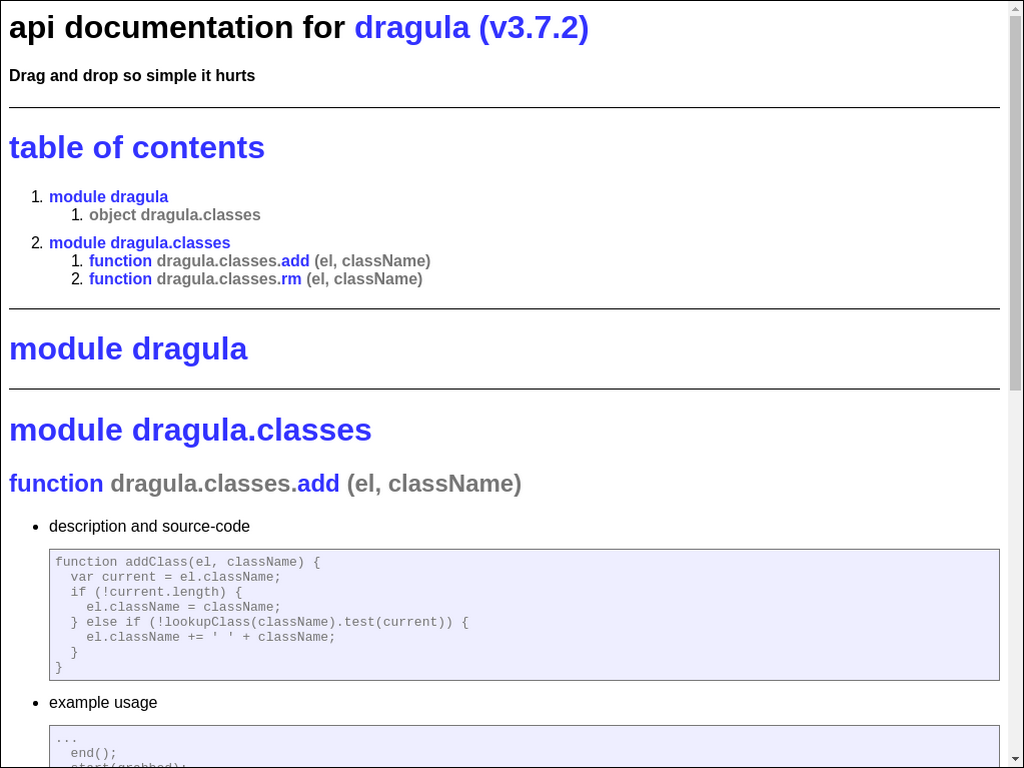 api documentation for dragula (v3.7.2)
Drag and drop so simple it hurts
table of contents
1. module dragula
1. object dragula.classes
2. module dragula.classes
1. function dragula.classes.add (el, className)
2. function dragula.classes.rm (el, className)
module dragula
module dragula.classes
function dragula.classes.add (el, className)
• description and source-code
function addClass(el, className) {
  var current = el.className;
  if (!current.length) {
    el.className = className;
  } else if (!lookupClass(className).test(current)) {
    el.className += ' ' + className;
  }
}
• example usage
...
  end();
  start(grabbed);